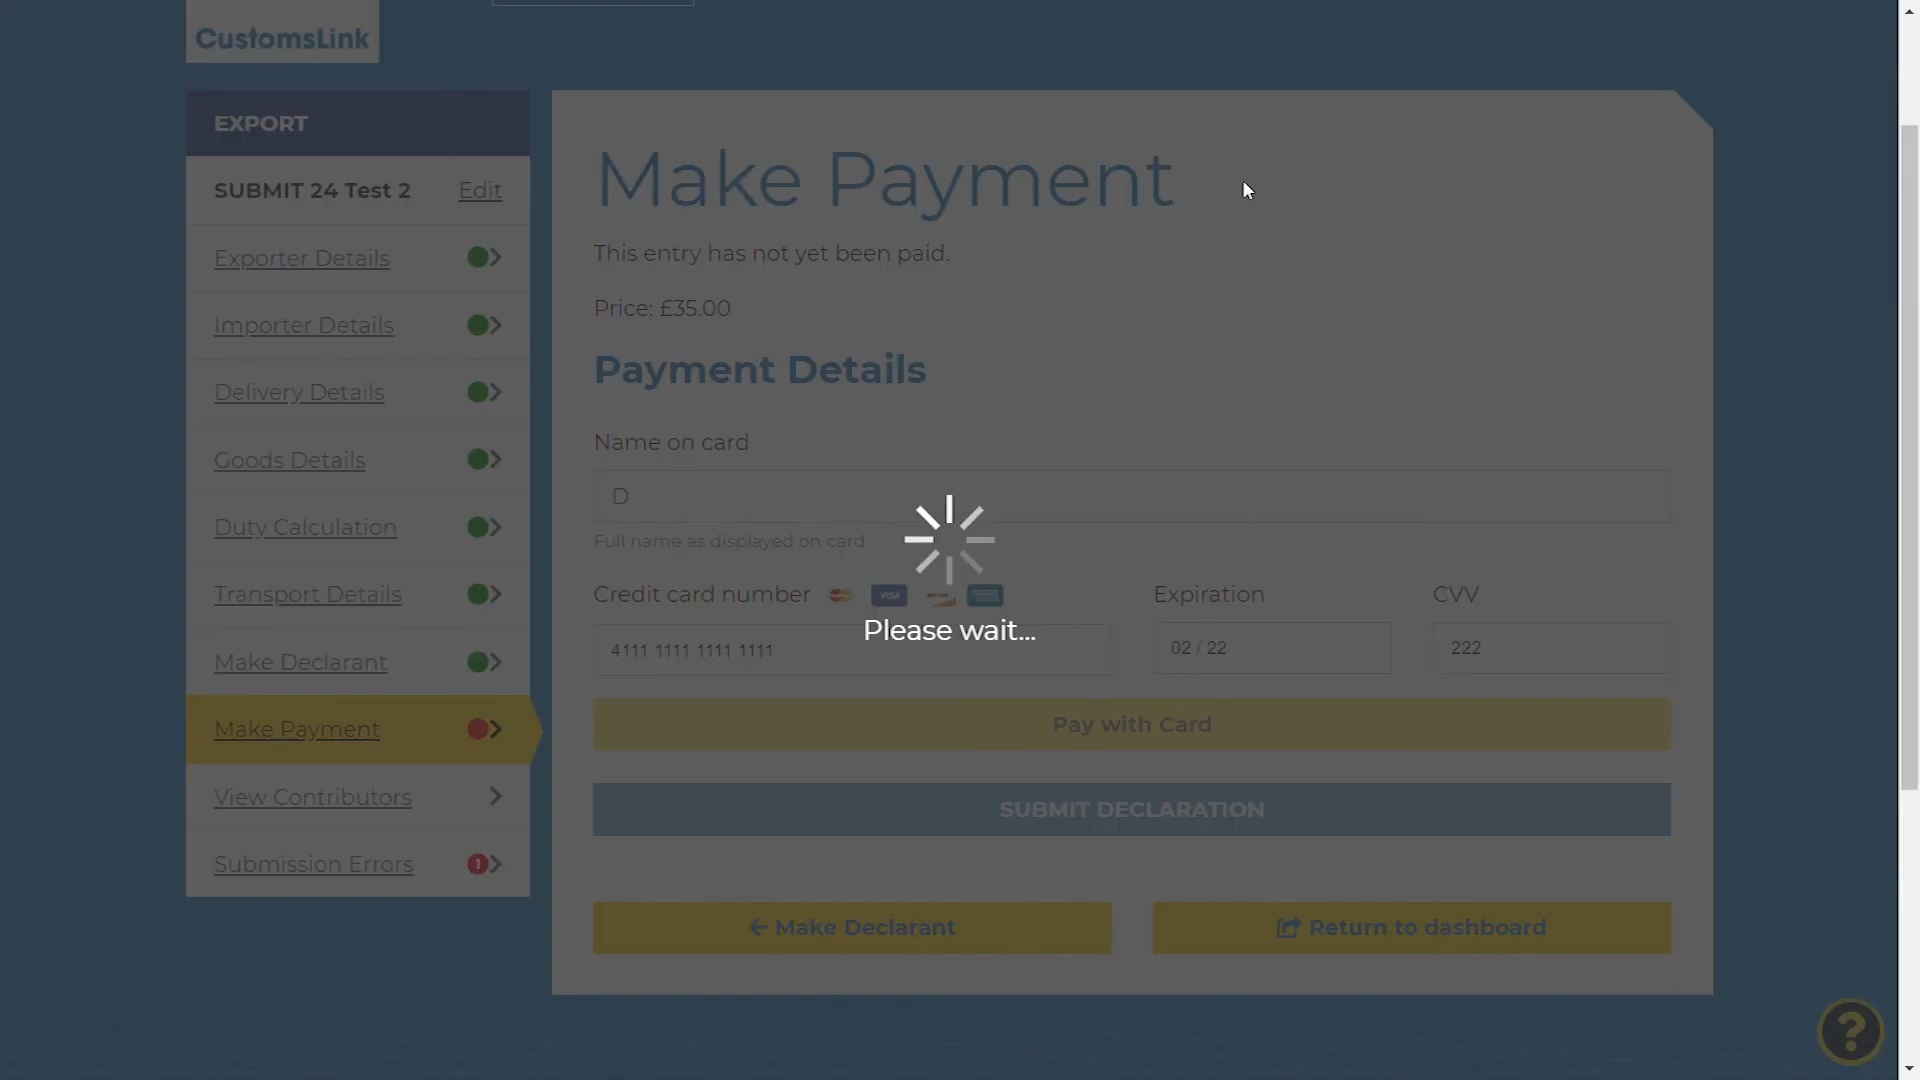 CustomsLink
EXPORT
SUBMIT 24 Test 2 Edit
Exporter Details
Importer Details
Delivery Details
Goods Details
Duty Calculation
Transport Details
Make Declarant
Make Payment
View Contributors
Submission Errors 1
Make Payment
This entry has not yet been paid.
Price: £35.00
Payment Details
Name on card
D
Full name as displayed on card
Credit card number VISA Expiration CVV
Please wait...
4111 1111 1111 1111 02 / 22 222
Pay with Card
SUBMIT DECLARATION
Make Declarant Return to dashboard
?